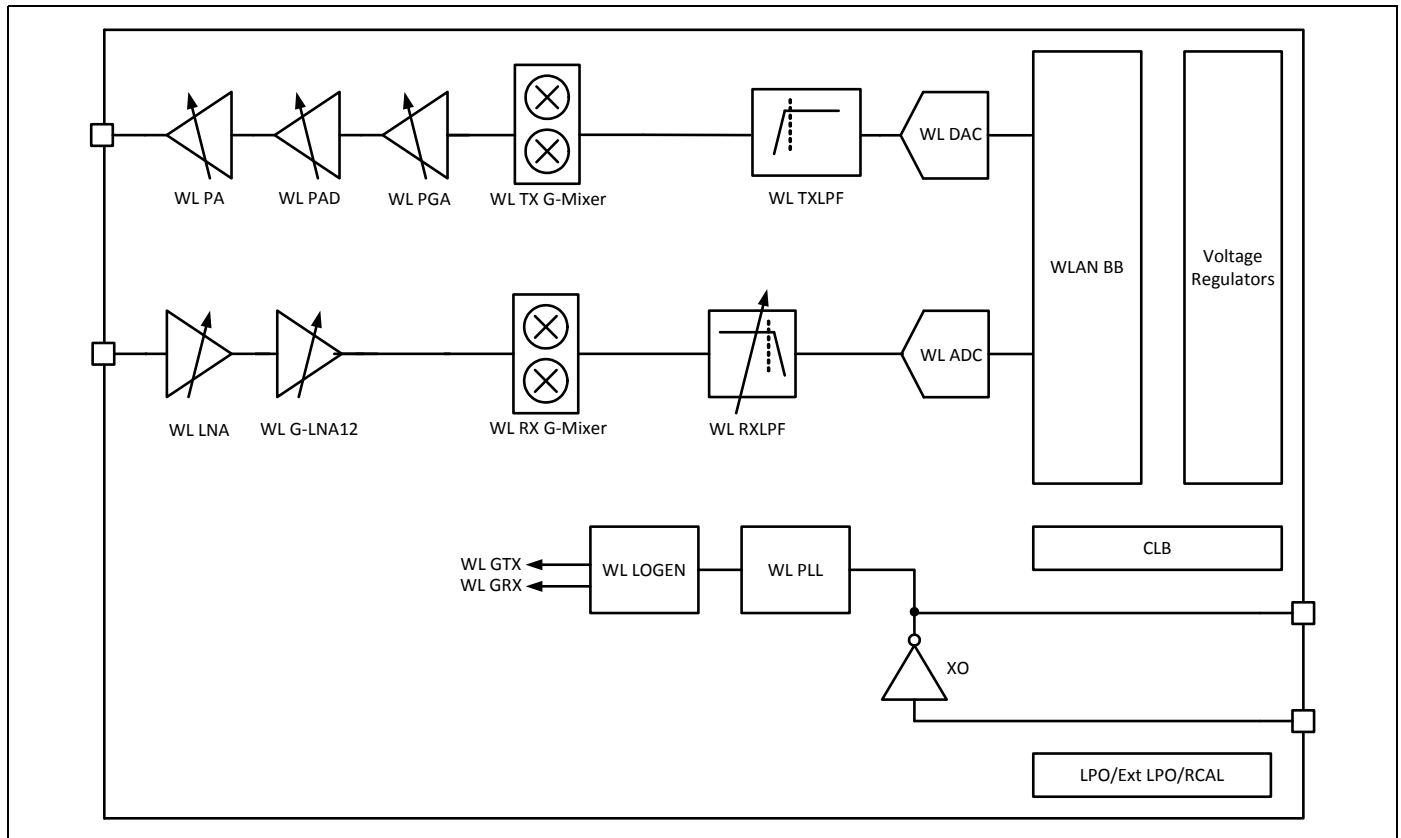 WL DAC
WL PA
WL PAD
WL PGA
WL TX G-Mixer
WL TXLPF
WLAN BB
Voltage
Regulators
WL ADC
WL LNA
WL G-LNA12
WL RX G-Mixer
WL RXLPF
CLB
WL GTX
WL GRX
WL LOGEN
WL PLL
XO
LPO/Ext LPO/RCAL